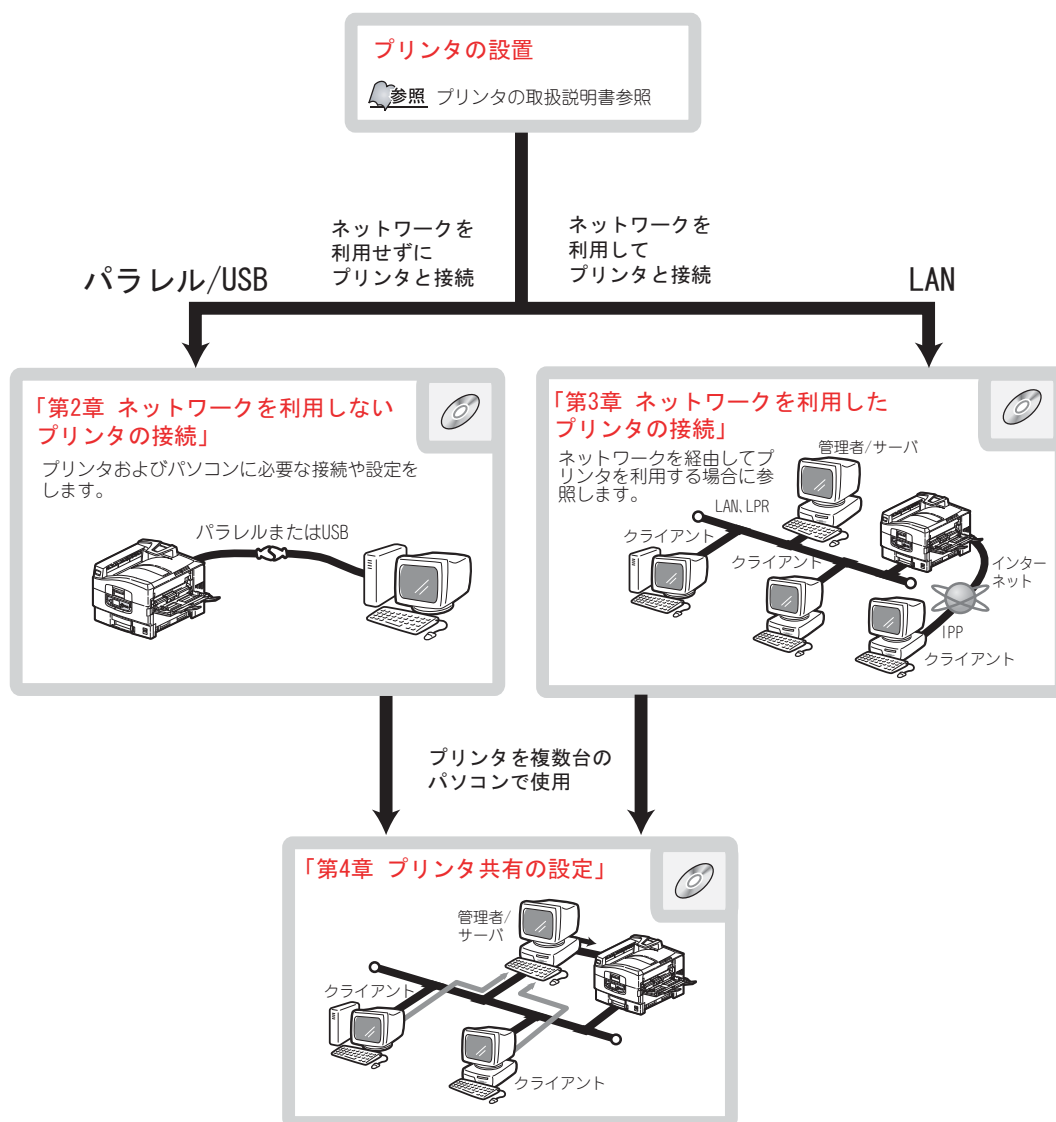 プリンタの設置
参照 プリンタの取扱説明書参照
ネットワークを
利用せずに
プリンタと接続
ネットワークを
利用して
プリンタと接続
パラレル/USB
LAN
「第2章 ネットワークを利用しない
プリンタの接続」
プリンタおよびパソコンに必要な接続や設定を
します。
パラレルまたはUSB
「第3章 ネットワークを利用した
プリンタの接続」
ネットワークを経由してプ
リンタを利用する場合に参
照します。
管理者/サーバ
LAN、LPR
クライアント
クライアント
インター
ネット
IPP
クライアント
プリンタを複数台の
パソコンで使用
「第4章 プリンタ共有の設定」
管理者/
サーバ
クライアント
クライアント